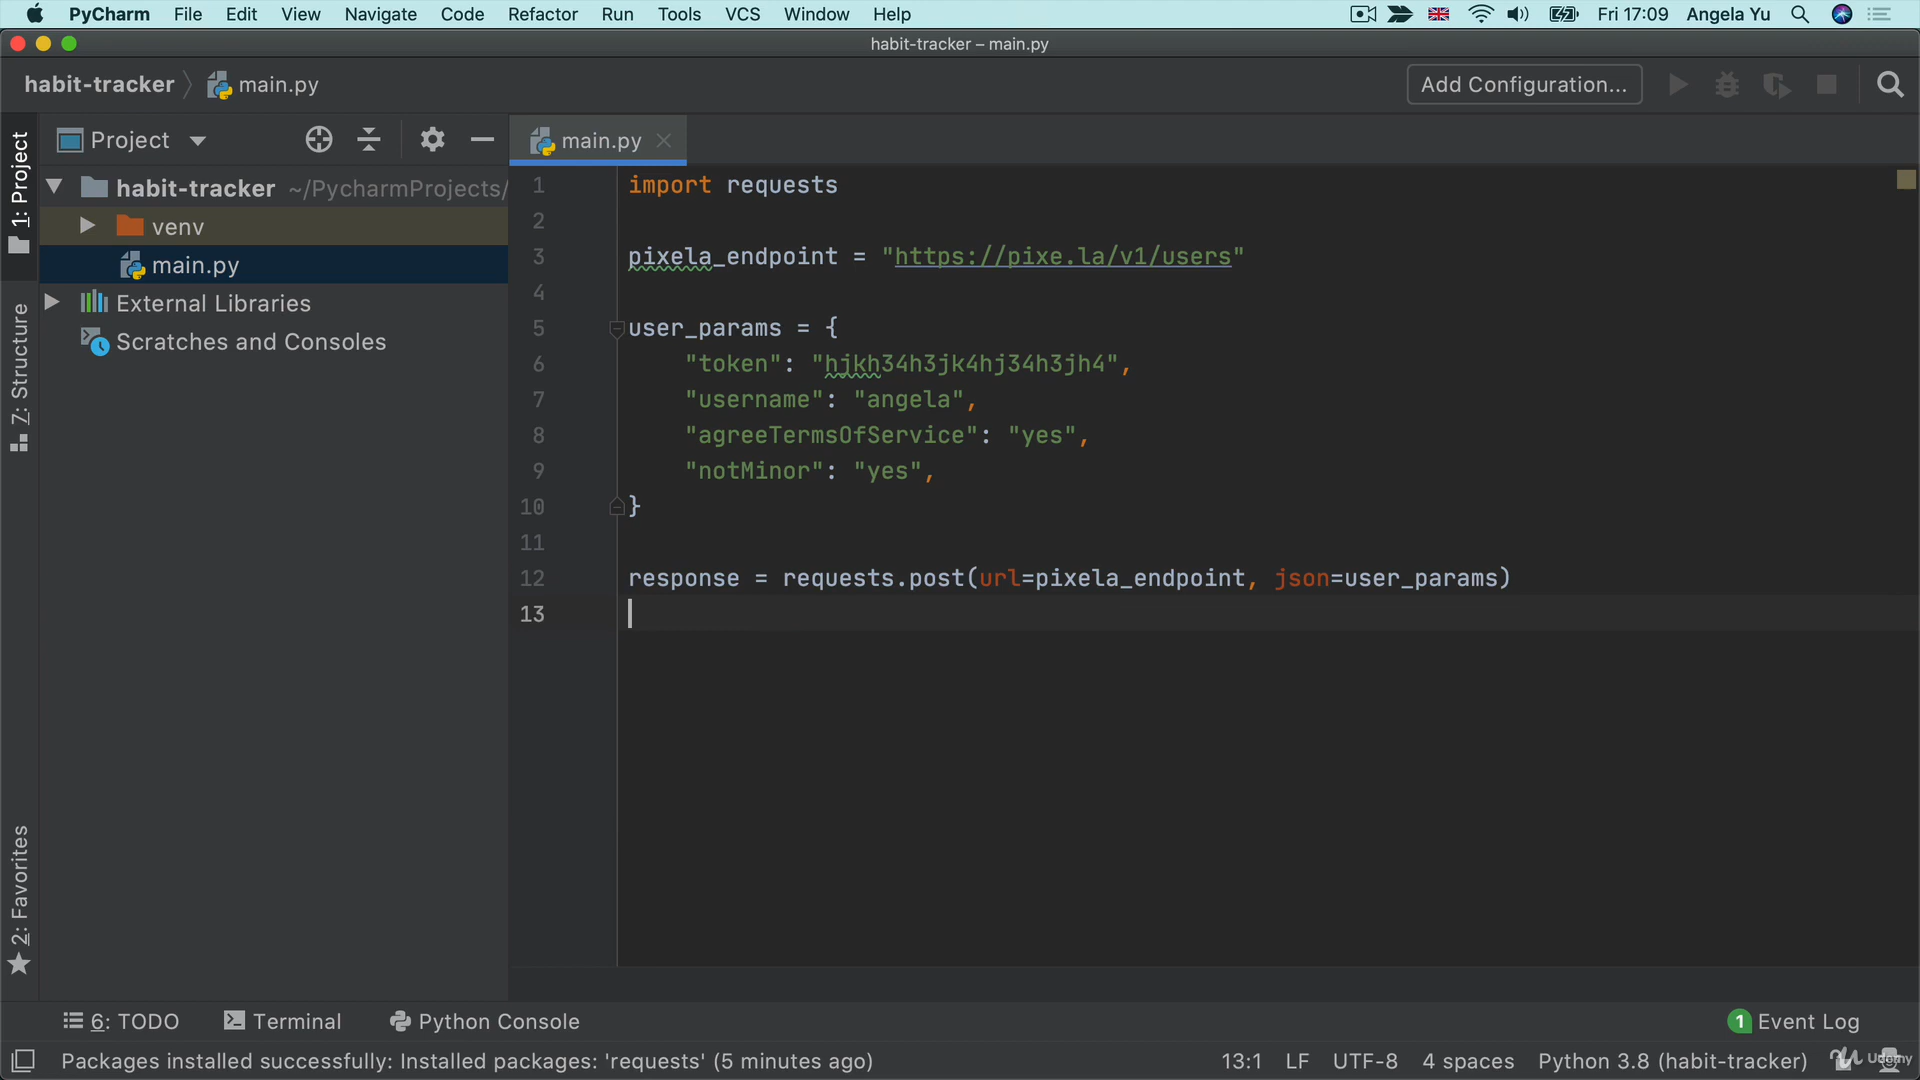 PyCharm File Edit View Navigate Code Refactor Run Tools VCS Window Help Fri 17:09 Angela Yu
habit-tracker – main.py
habit-tracker main.py Add Configuration...
1: Project
Project
main.py
habit-tracker ~/PycharmProjects/
venv
main.py
External Libraries
Scratches and Consoles
7: Structure
2: Favorites
1 import requests
2
3 pixela_endpoint = "https://pixe.la/v1/users"
4
5 user_params = {
6 "token": "hjkh34h3jk4hj34h3jh4",
7 "username": "angela",
8 "agreeTermsOfService": "yes",
9 "notMinor": "yes",
10 }
11
12 response = requests.post(url=pixela_endpoint, json=user_params)
13
6: TODO Terminal Python Console 1 Event Log
Packages installed successfully: Installed packages: 'requests' (5 minutes ago) 13:1 LF UTF-8 4 spaces Python 3.8 (habit-tracker) Udemy